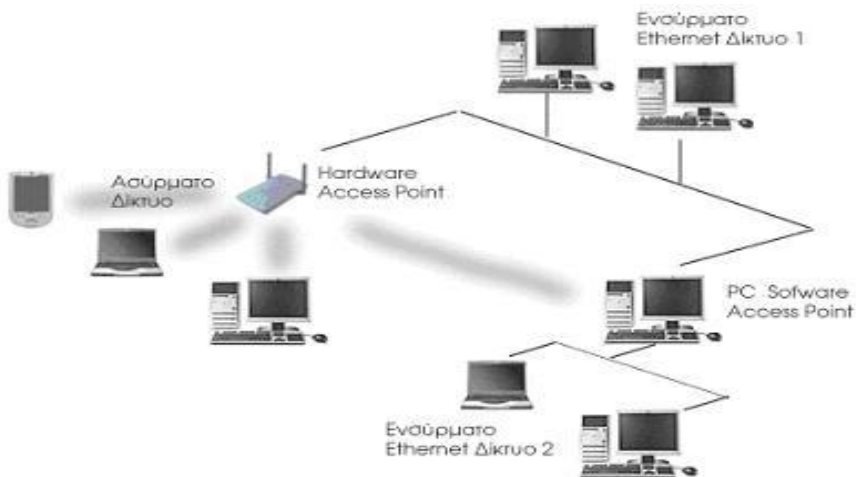 Ενσύρματο
Ethernet Δίκτυο 1
Hardware
Access Point
Ασύρματο
Δίκτυο
PC Sofware
Access Point
Ενσύρματο
Ethernet Δίκτυο 2